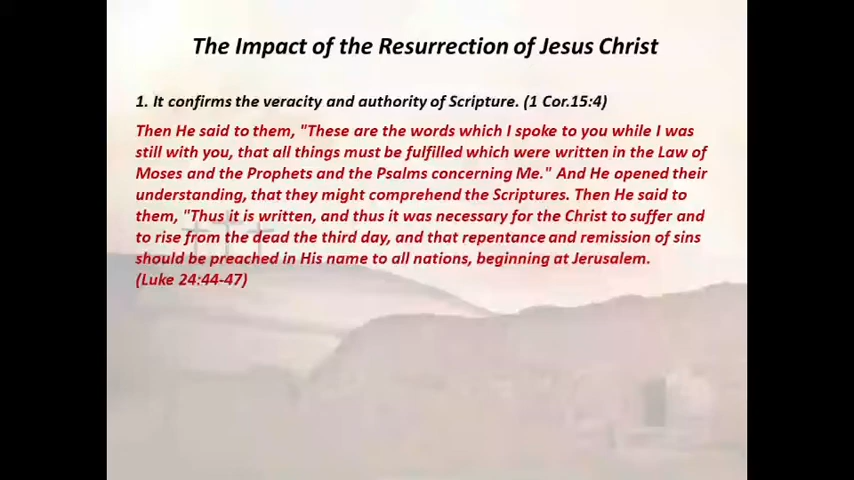 The Impact of the Resurrection of Jesus Christ
1. It confirms the veracity and authority of Scripture. (1 Cor.15:4)
Then He said to them, "These are the words which I spoke to you while I was
still with you, that all things must be fulfilled which were written in the Law of
Moses and the Prophets and the Psalms concerning Me." And He opened their
understanding, that they might comprehend the Scriptures. Then He said to
them, "Thus it is written, and thus it was necessary for the Christ to suffer and
to rise from the dead the third day, and that repentance and remission of sins
should be preached in His name to all nations, beginning at Jerusalem.
(Luke 24:44-47)